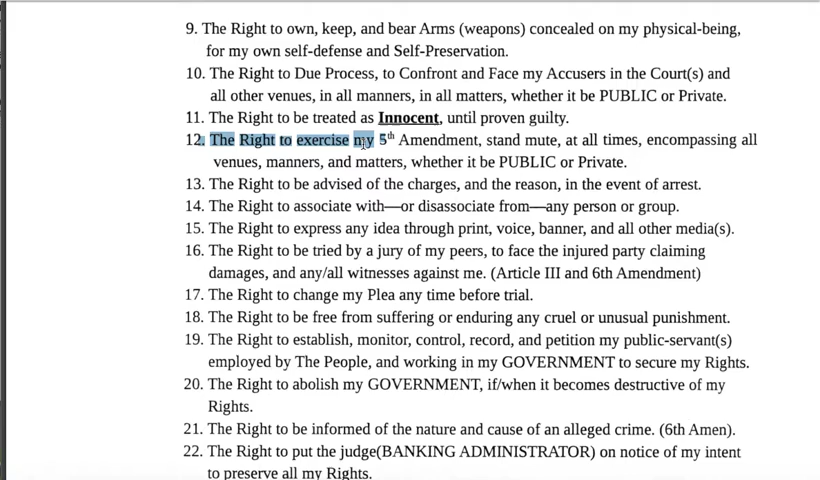 9. The Right to own, keep, and bear Arms (weapons) concealed on my physical-being,
for my own self-defense and Self-Preservation.
10. The Right to Due Process, to Confront and Face my Accusers in the Court(s) and
all other venues, in all manners, in all matters, whether it be PUBLIC or Private.
11. The Right to be treated as Innocent, until proven guilty.
12. The Right to exercise my 5th Amendment, stand mute, at all times, encompassing all
venues, manners, and matters, whether it be PUBLIC or Private.
13. The Right to be advised of the charges, and the reason, in the event of arrest.
14. The Right to associate with—or disassociate from—any person or group.
15. The Right to express any idea through print, voice, banner, and all other media(s).
16. The Right to be tried by a jury of my peers, to face the injured party claiming
damages, and any/all witnesses against me. (Article III and 6th Amendment)
17. The Right to change my Plea any time before trial.
18. The Right to be free from suffering or enduring any cruel or unusual punishment.
19. The Right to establish, monitor, control, record, and petition my public-servant(s)
employed by The People, and working in my GOVERNMENT to secure my Rights.
20. The Right to abolish my GOVERNMENT, if/when it becomes destructive of my
Rights.
21. The Right to be informed of the nature and cause of an alleged crime. (6th Amen).
22. The Right to put the judge(BANKING ADMINISTRATOR) on notice of my intent
to preserve all my Rights.